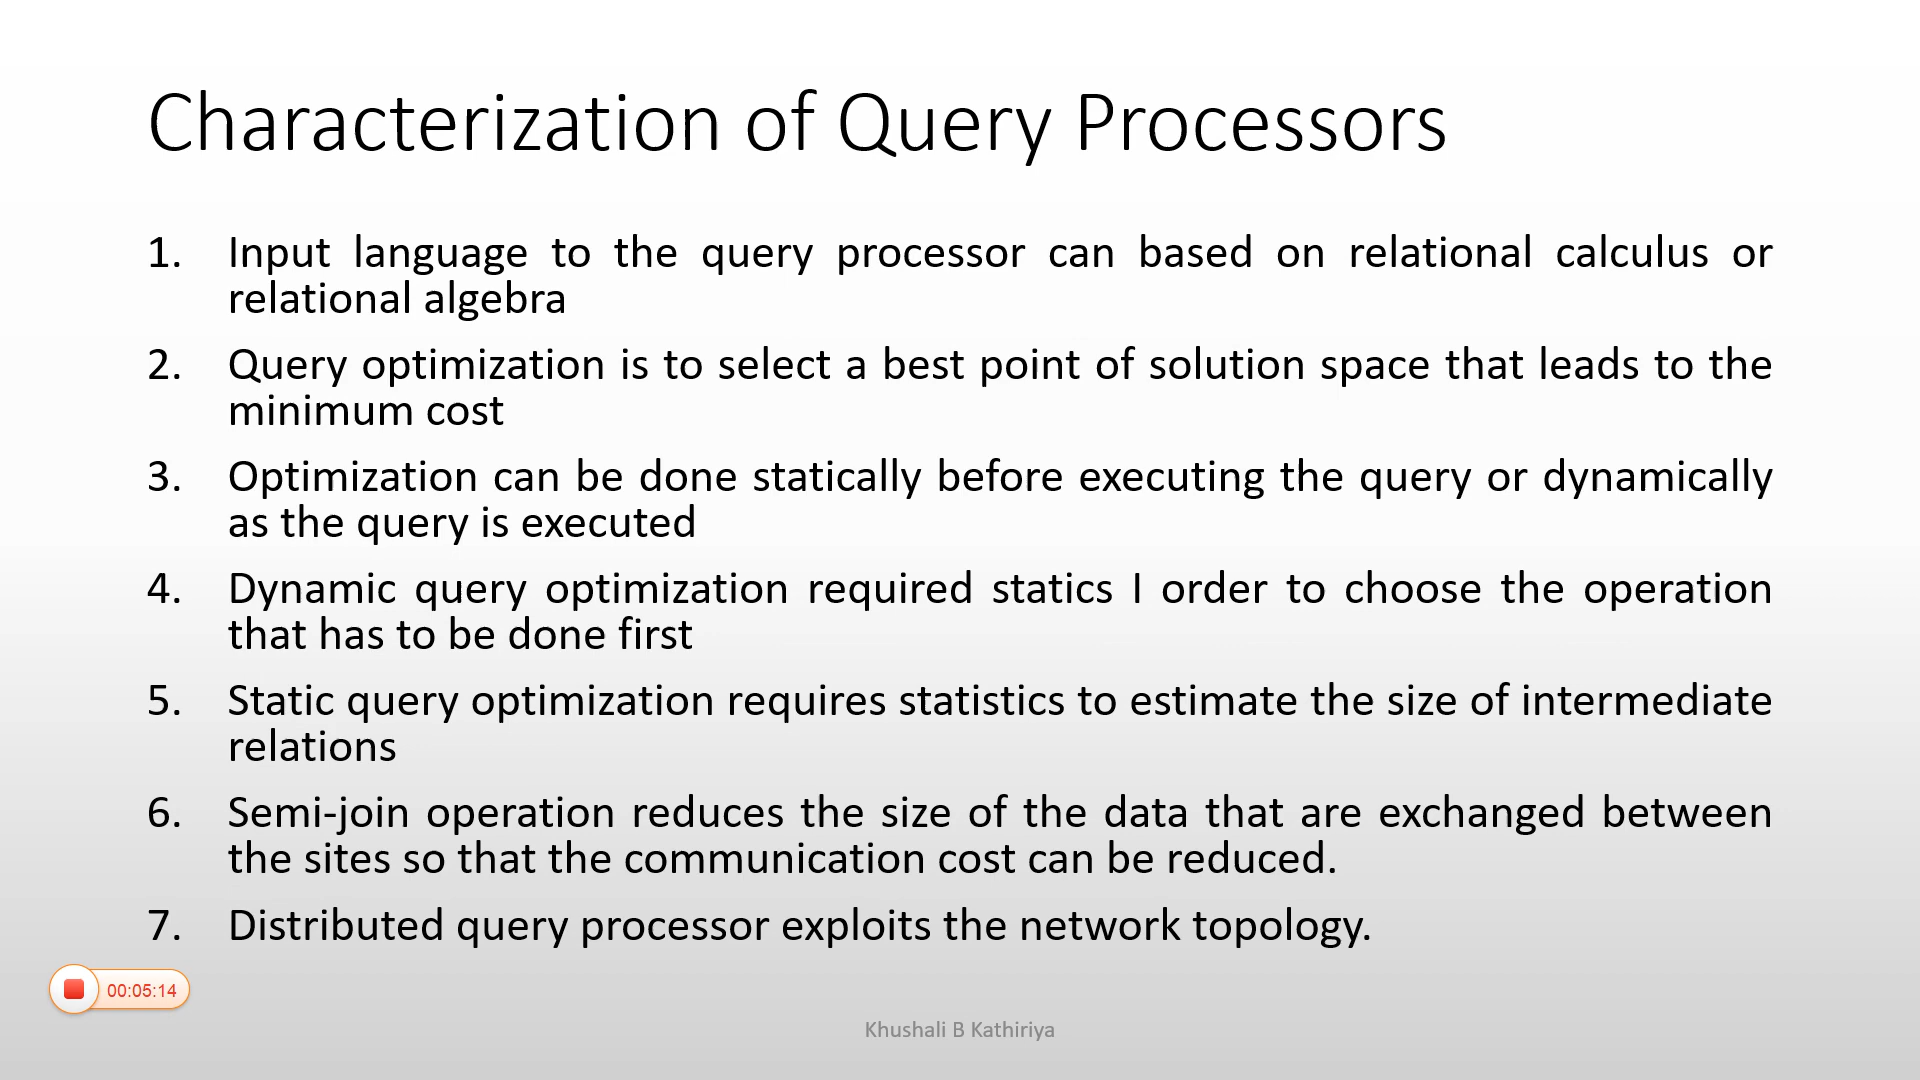 Characterization of Query Processors
1. Input language to the query processor can based on relational calculus or
relational algebra
2. Query optimization is to select a best point of solution space that leads to the
minimum cost
3. Optimization can be done statically before executing the query or dynamically
as the query is executed
4. Dynamic query optimization required statics I order to choose the operation
that has to be done first
5. Static query optimization requires statistics to estimate the size of intermediate
relations
6. Semi-join operation reduces the size of the data that are exchanged between
the sites so that the communication cost can be reduced.
7. Distributed query processor exploits the network topology.
00:05:14
Khushali B Kathiriya